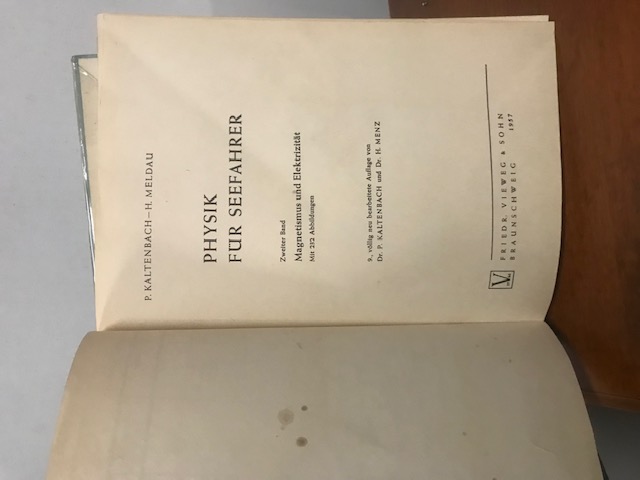 P. KALTENBACH—H. MELDAU
PHYSIK
FÜR SEEFAHRER
Zweiter Band
Magnetismus und Elektrizität
Mit 212 Abbildungen
9., völlig neu bearbeitete Auflage von
Dr. P. KALTENBACH und Dr. H. MENZ
V
FRIEDR. VIEWEG & SOHN
BRAUNSCHWEIG 1957